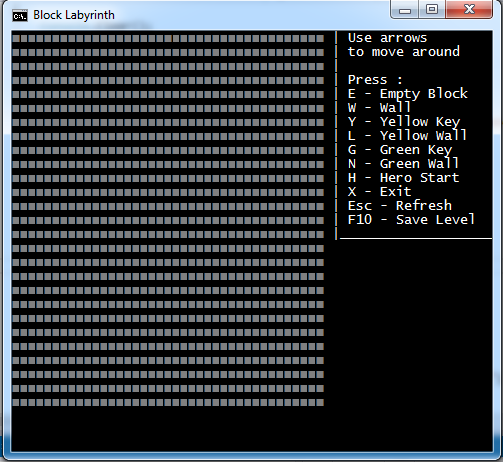 Block Labyrinth
Use arrows
to move around
Press :
E - Empty Block
W - Wall
Y - Yellow Key
L - Yellow Wall
G - Green Key
N - Green Wall
H - Hero Start
X - Exit
Esc - Refresh
F10 - Save Level